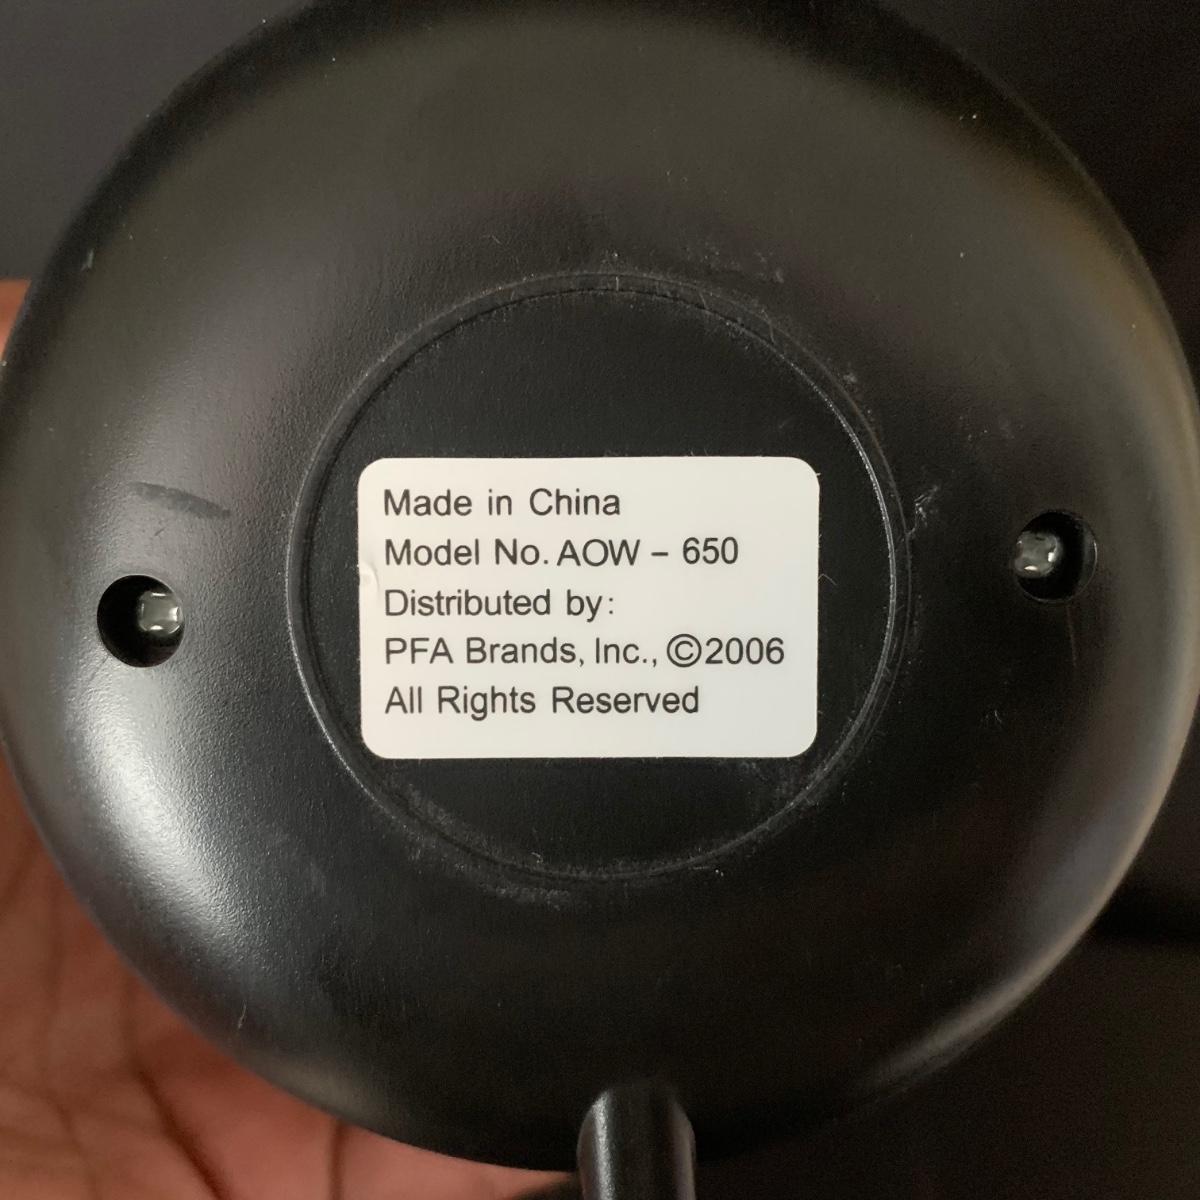 Made in China
Model No. AOW – 650
Distributed by:
PFA Brands, Inc., ©2006
All Rights Reserved